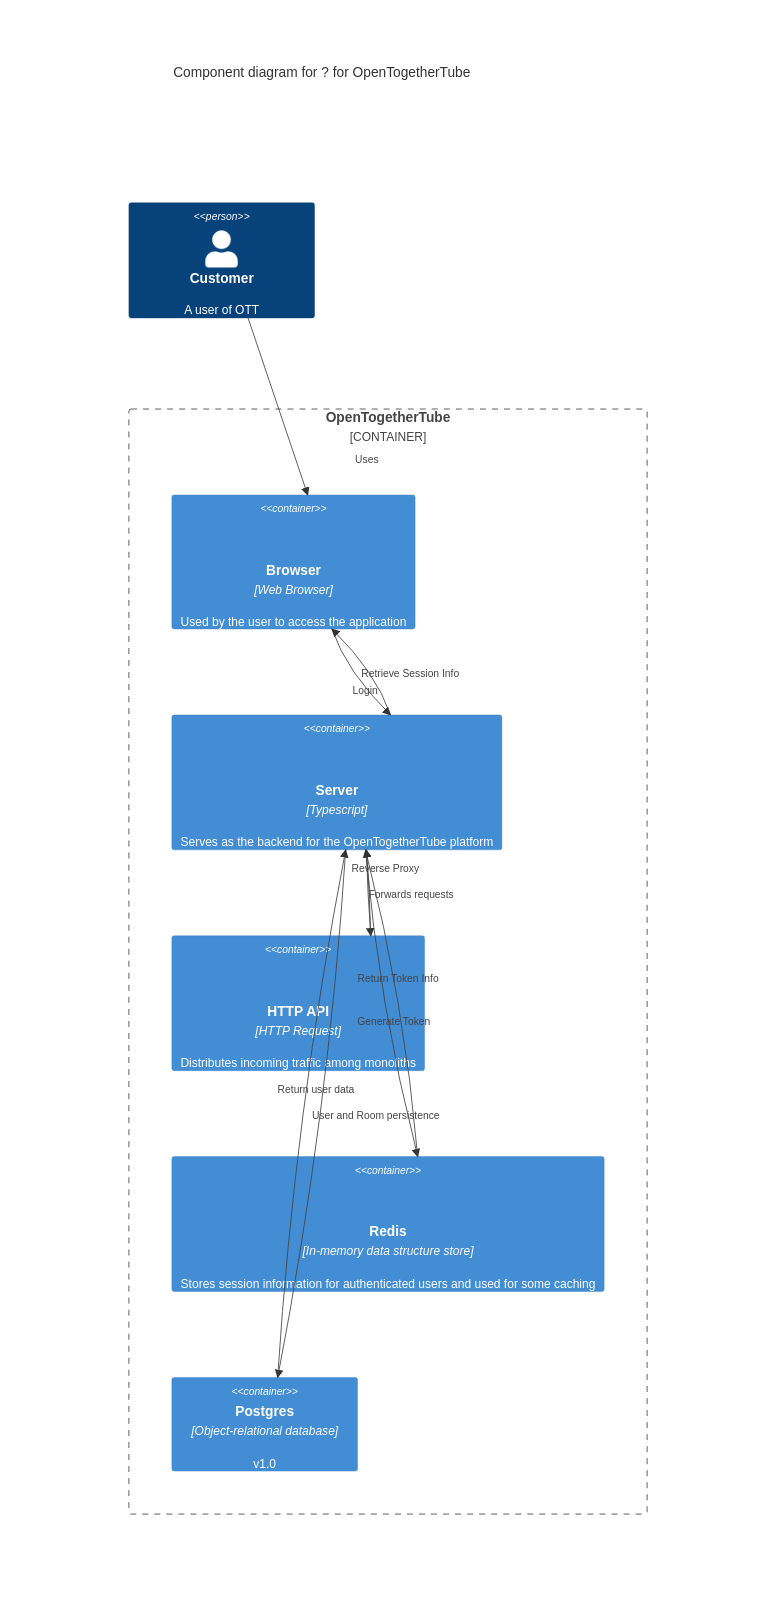 Component diagram for ? for OpenTogetherTube
<<person>>
Customer
A user of OTT
OpenTogetherTube
[CONTAINER]
Uses
<<container>>
Browser
[Web Browser]
Used by the user to access the application
Retrieve Session Info
Login
<<container>>
Server
[Typescript]
Serves as the backend for the OpenTogetherTube platform
Reverse Proxy
Forwards requests
<<container>>
Return Token Info
HTTP API
Generate Token
[HTTP Request]
Distributes incoming traffic among monoliths
Return user data
User and Room persistence
<<container>>
Redis
[In-memory data structure store]
Stores session information for authenticated users and used for some caching
<<container>>
Postgres
[Object-relational database]
v1.0